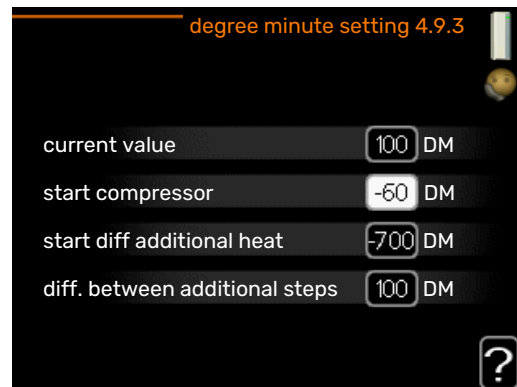 degree minute setting 4.9.3
current value 100 DM
start compressor -60 DM
start diff additional heat -700 DM
diff. between additional steps 100 DM
?